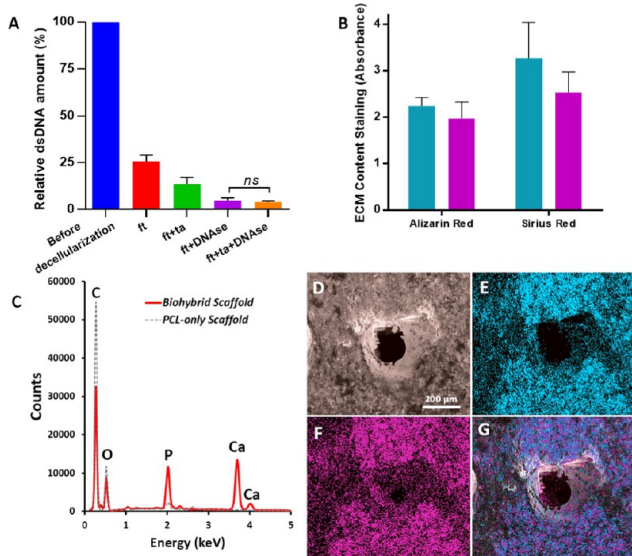 A
Relative dsDNA amount (%)
100
75
50
25
0
Before
decellularization
ft
ft+ta
ft+DNAse
ft+ta+DNAse
ns
B
ECM Content Staining (Absorbance)
4
3
2
1
0
Alizarin Red
Sirius Red
C
Counts
60000
50000
40000
30000
20000
10000
0
C
O
P
Ca
Ca
Biohybrid Scaffold
PCL-only Scaffold
0
1
2
3
4
5
Energy (keV)
D
200 µm
E
F
G